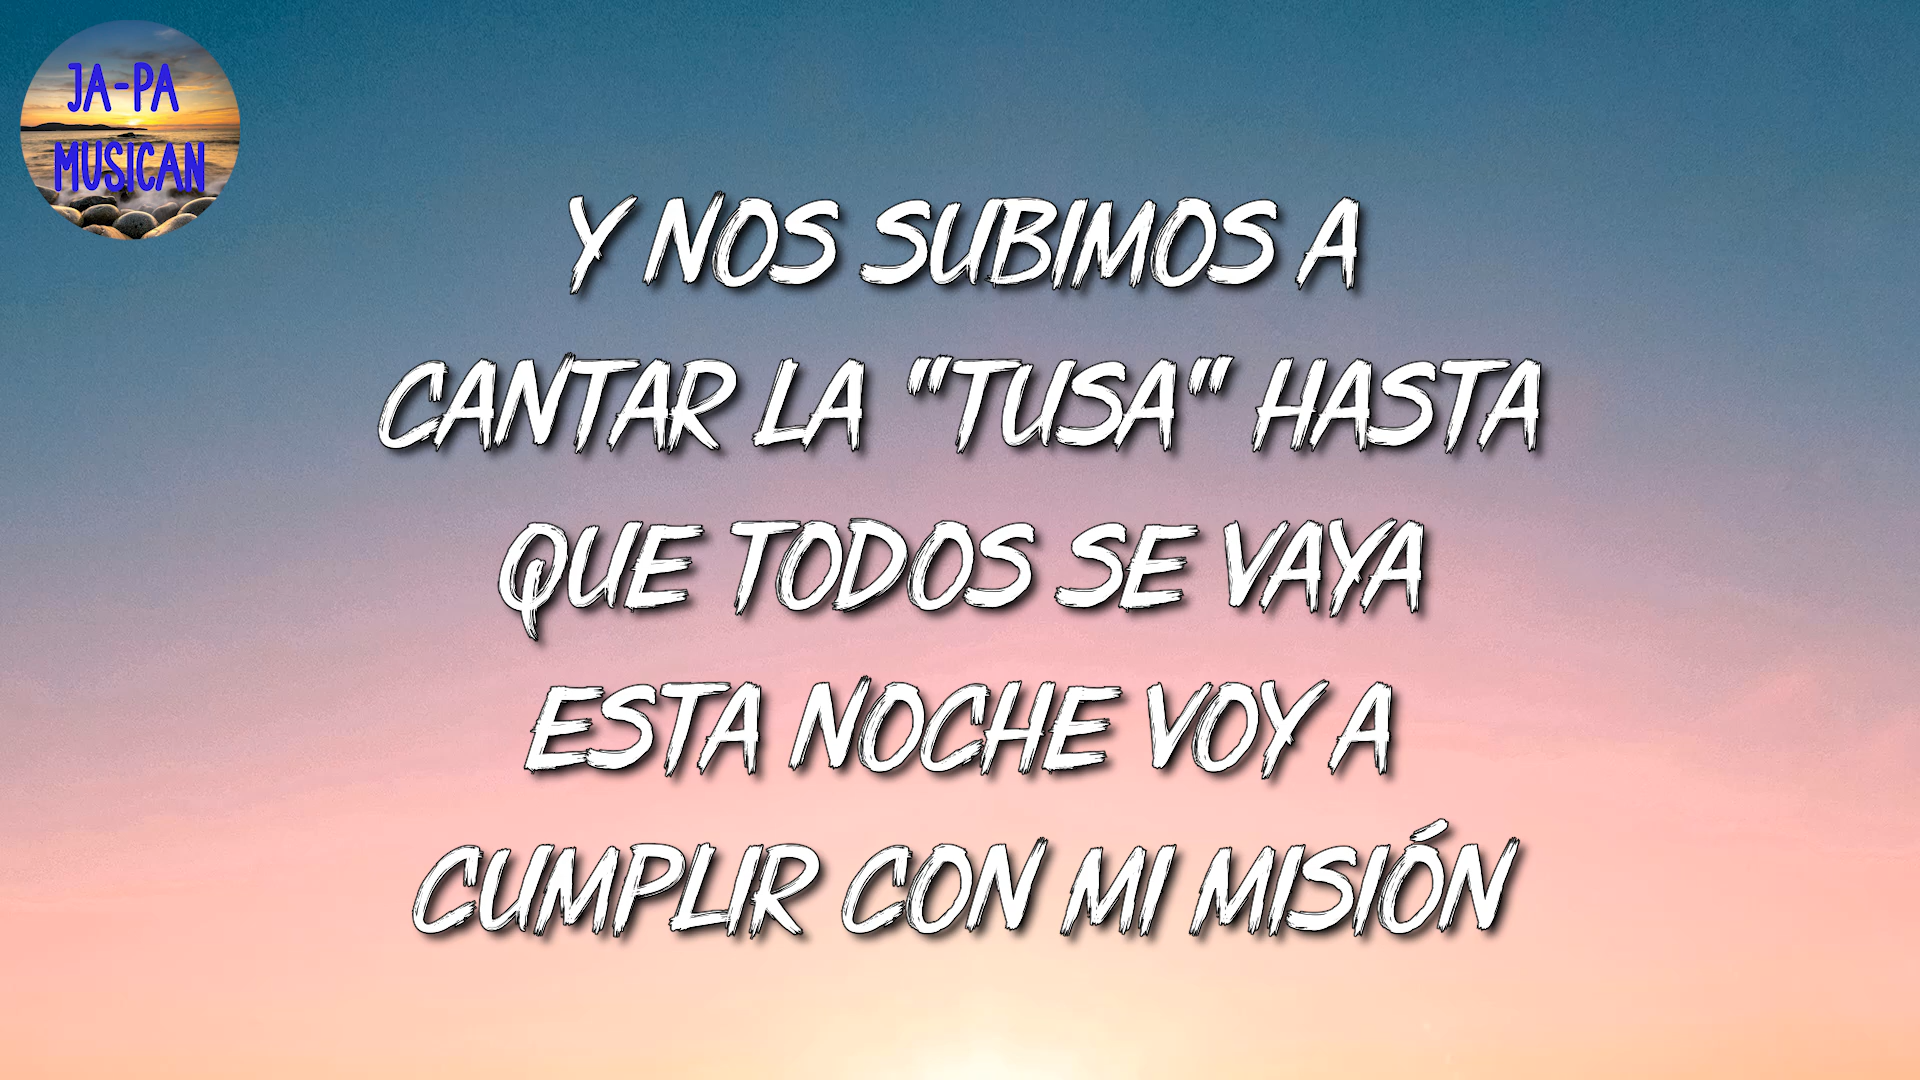 JA-PA
MUSICAN
Y NOS SUBIMOS A
CANTAR LA "TUSA" HASTA
QUE TODOS SE VAYA
ESTA NOCHE VOY A
CUMPLIR CON MI MISIÓN